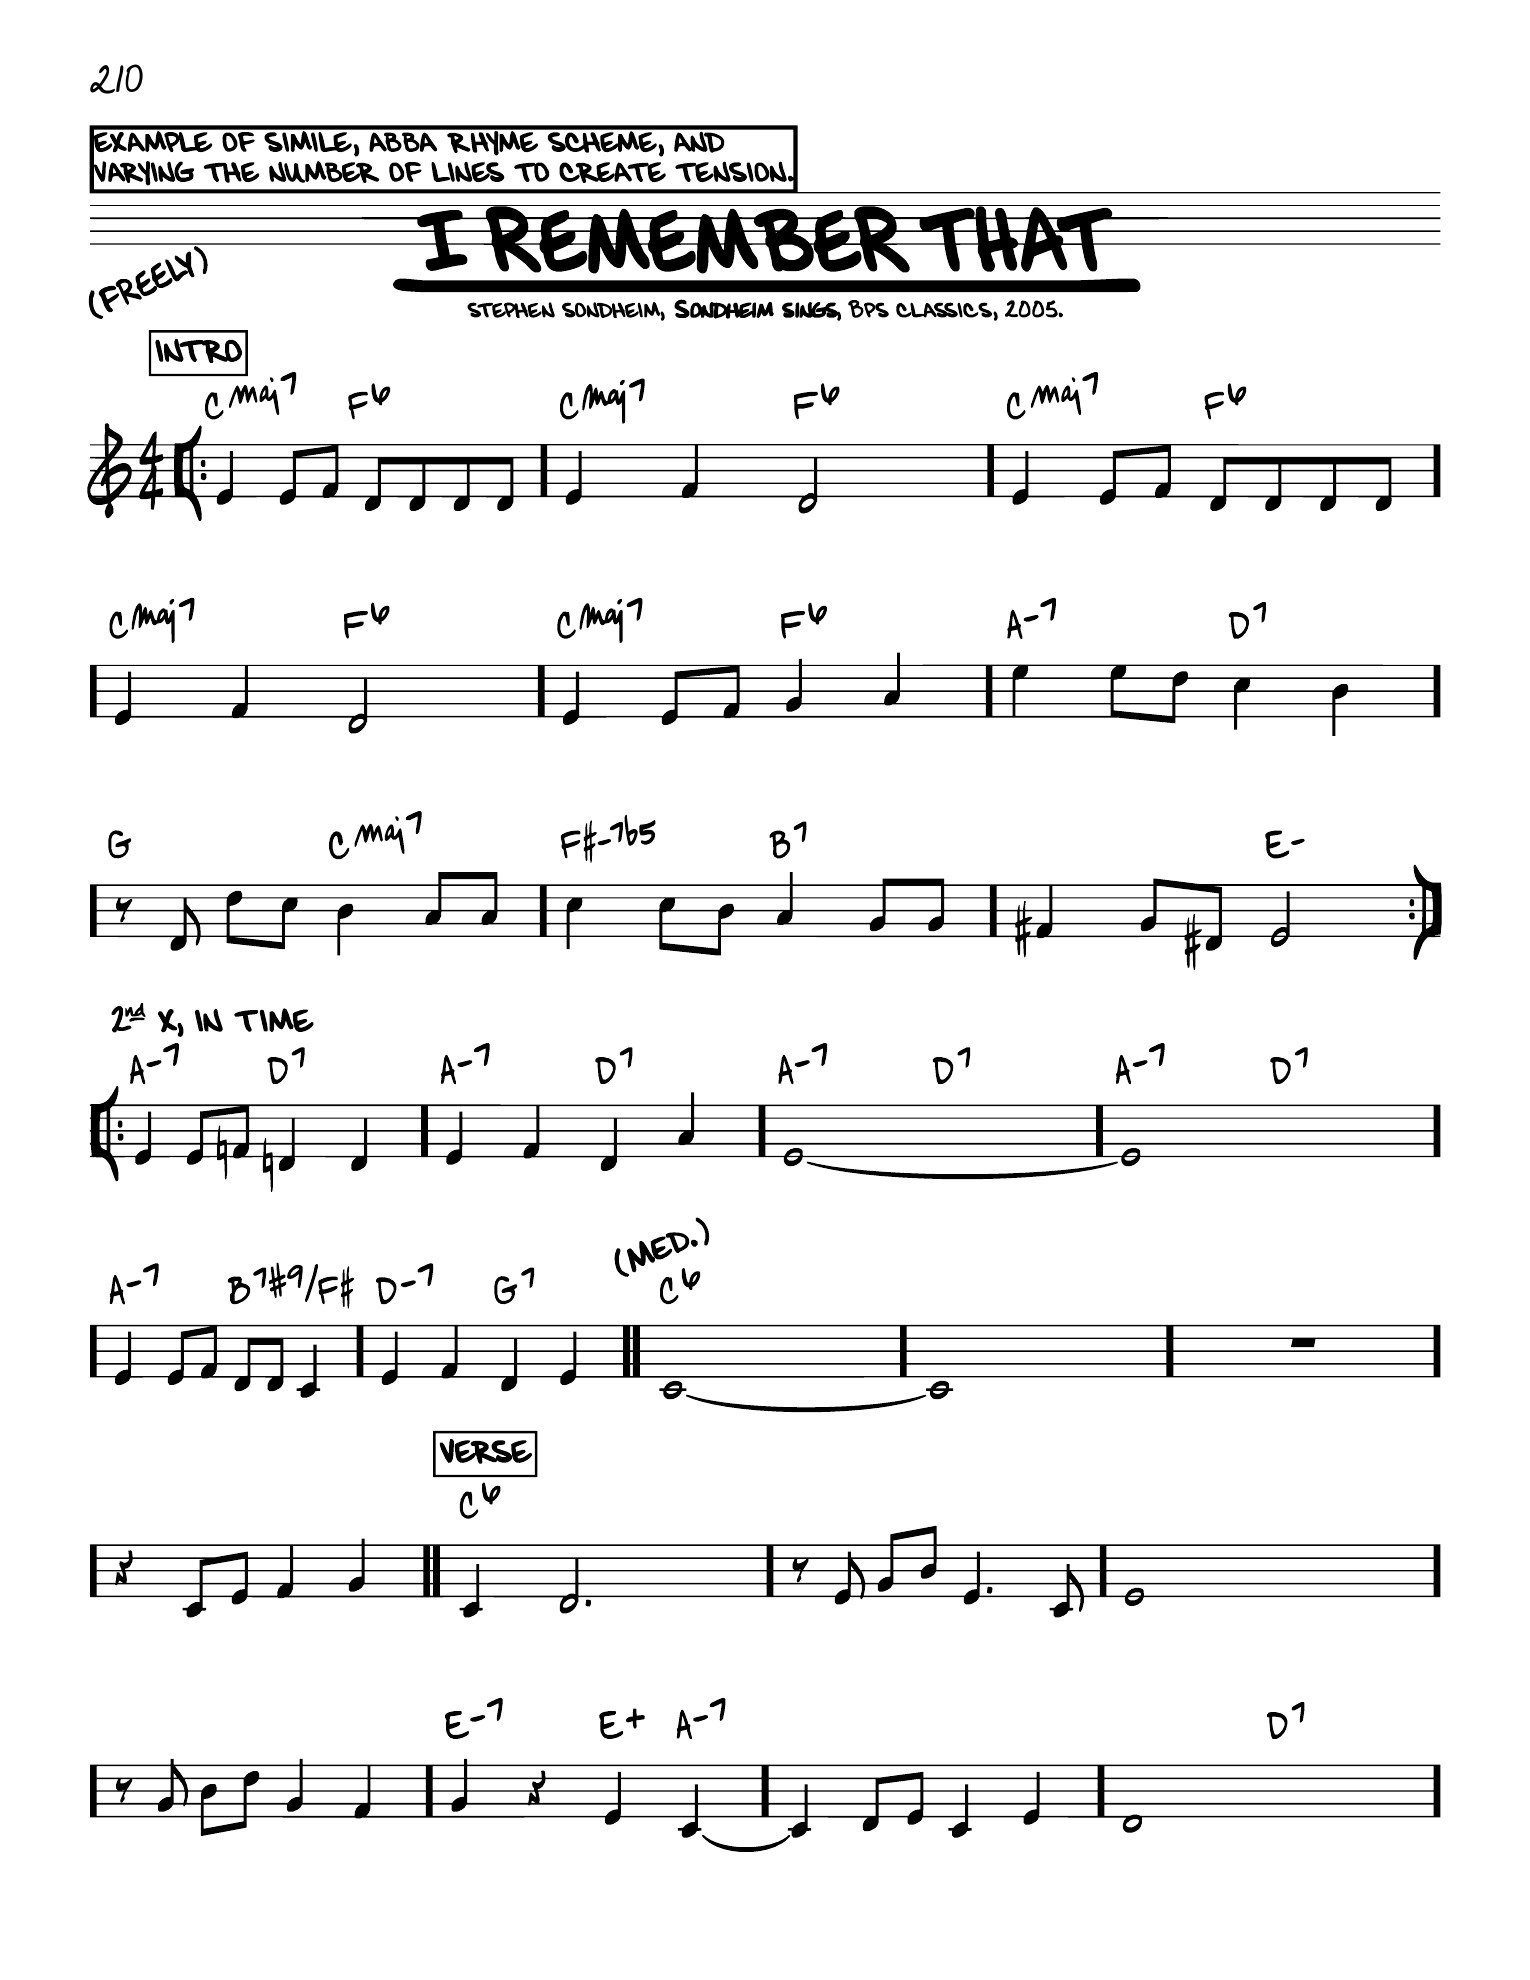 210
EXAMPLE OF SIMILE, ABBA RHYME SCHEME, AND
VARYING THE NUMBER OF LINES TO CREATE TENSION.
I REMEMBER THAT
(FREELY)
STEPHEN SONDHEIM, SONDHEIM SINGS, BPS CLASSICS, 2005.
INTRO
Cmaj7 F6 Cmaj7 F6 Cmaj7 F6
4
4
Cmaj7 F6 Cmaj7 F6 A-7 D7
G Cmaj7 F#-7b5 B7 E-
2nd X, IN TIME
A-7 D7 A-7 D7 A-7 D7 A-7 D7
(MED.)
A-7 B7#9/F# D-7 G7 C6
VERSE
C6
E-7 E+ A-7 D7